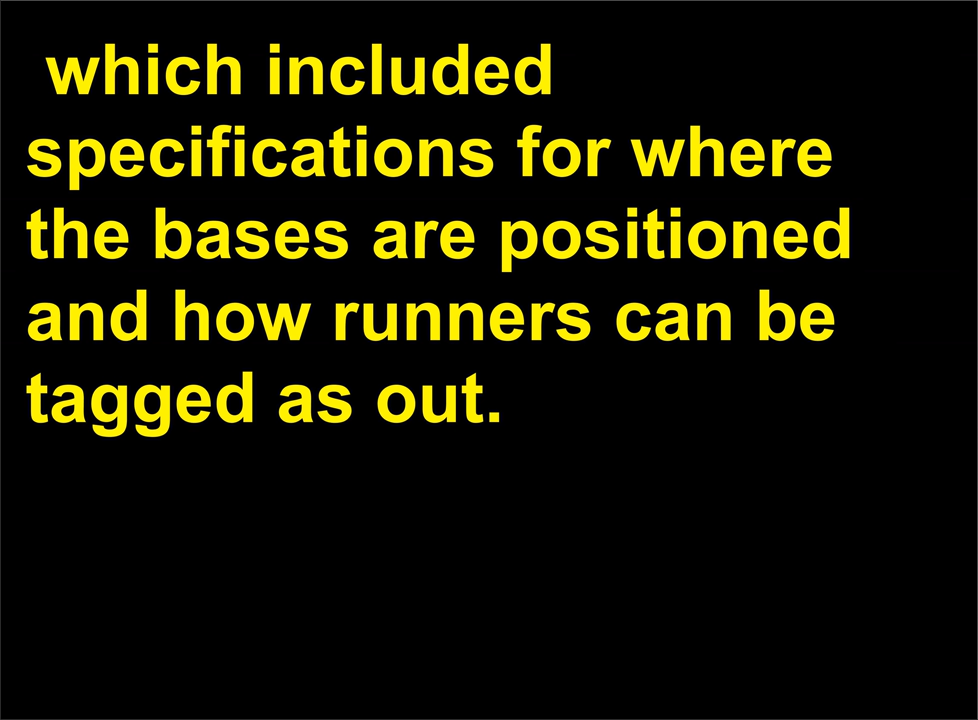 which included
specifications for where
the bases are positioned
and how runners can be
tagged as out.